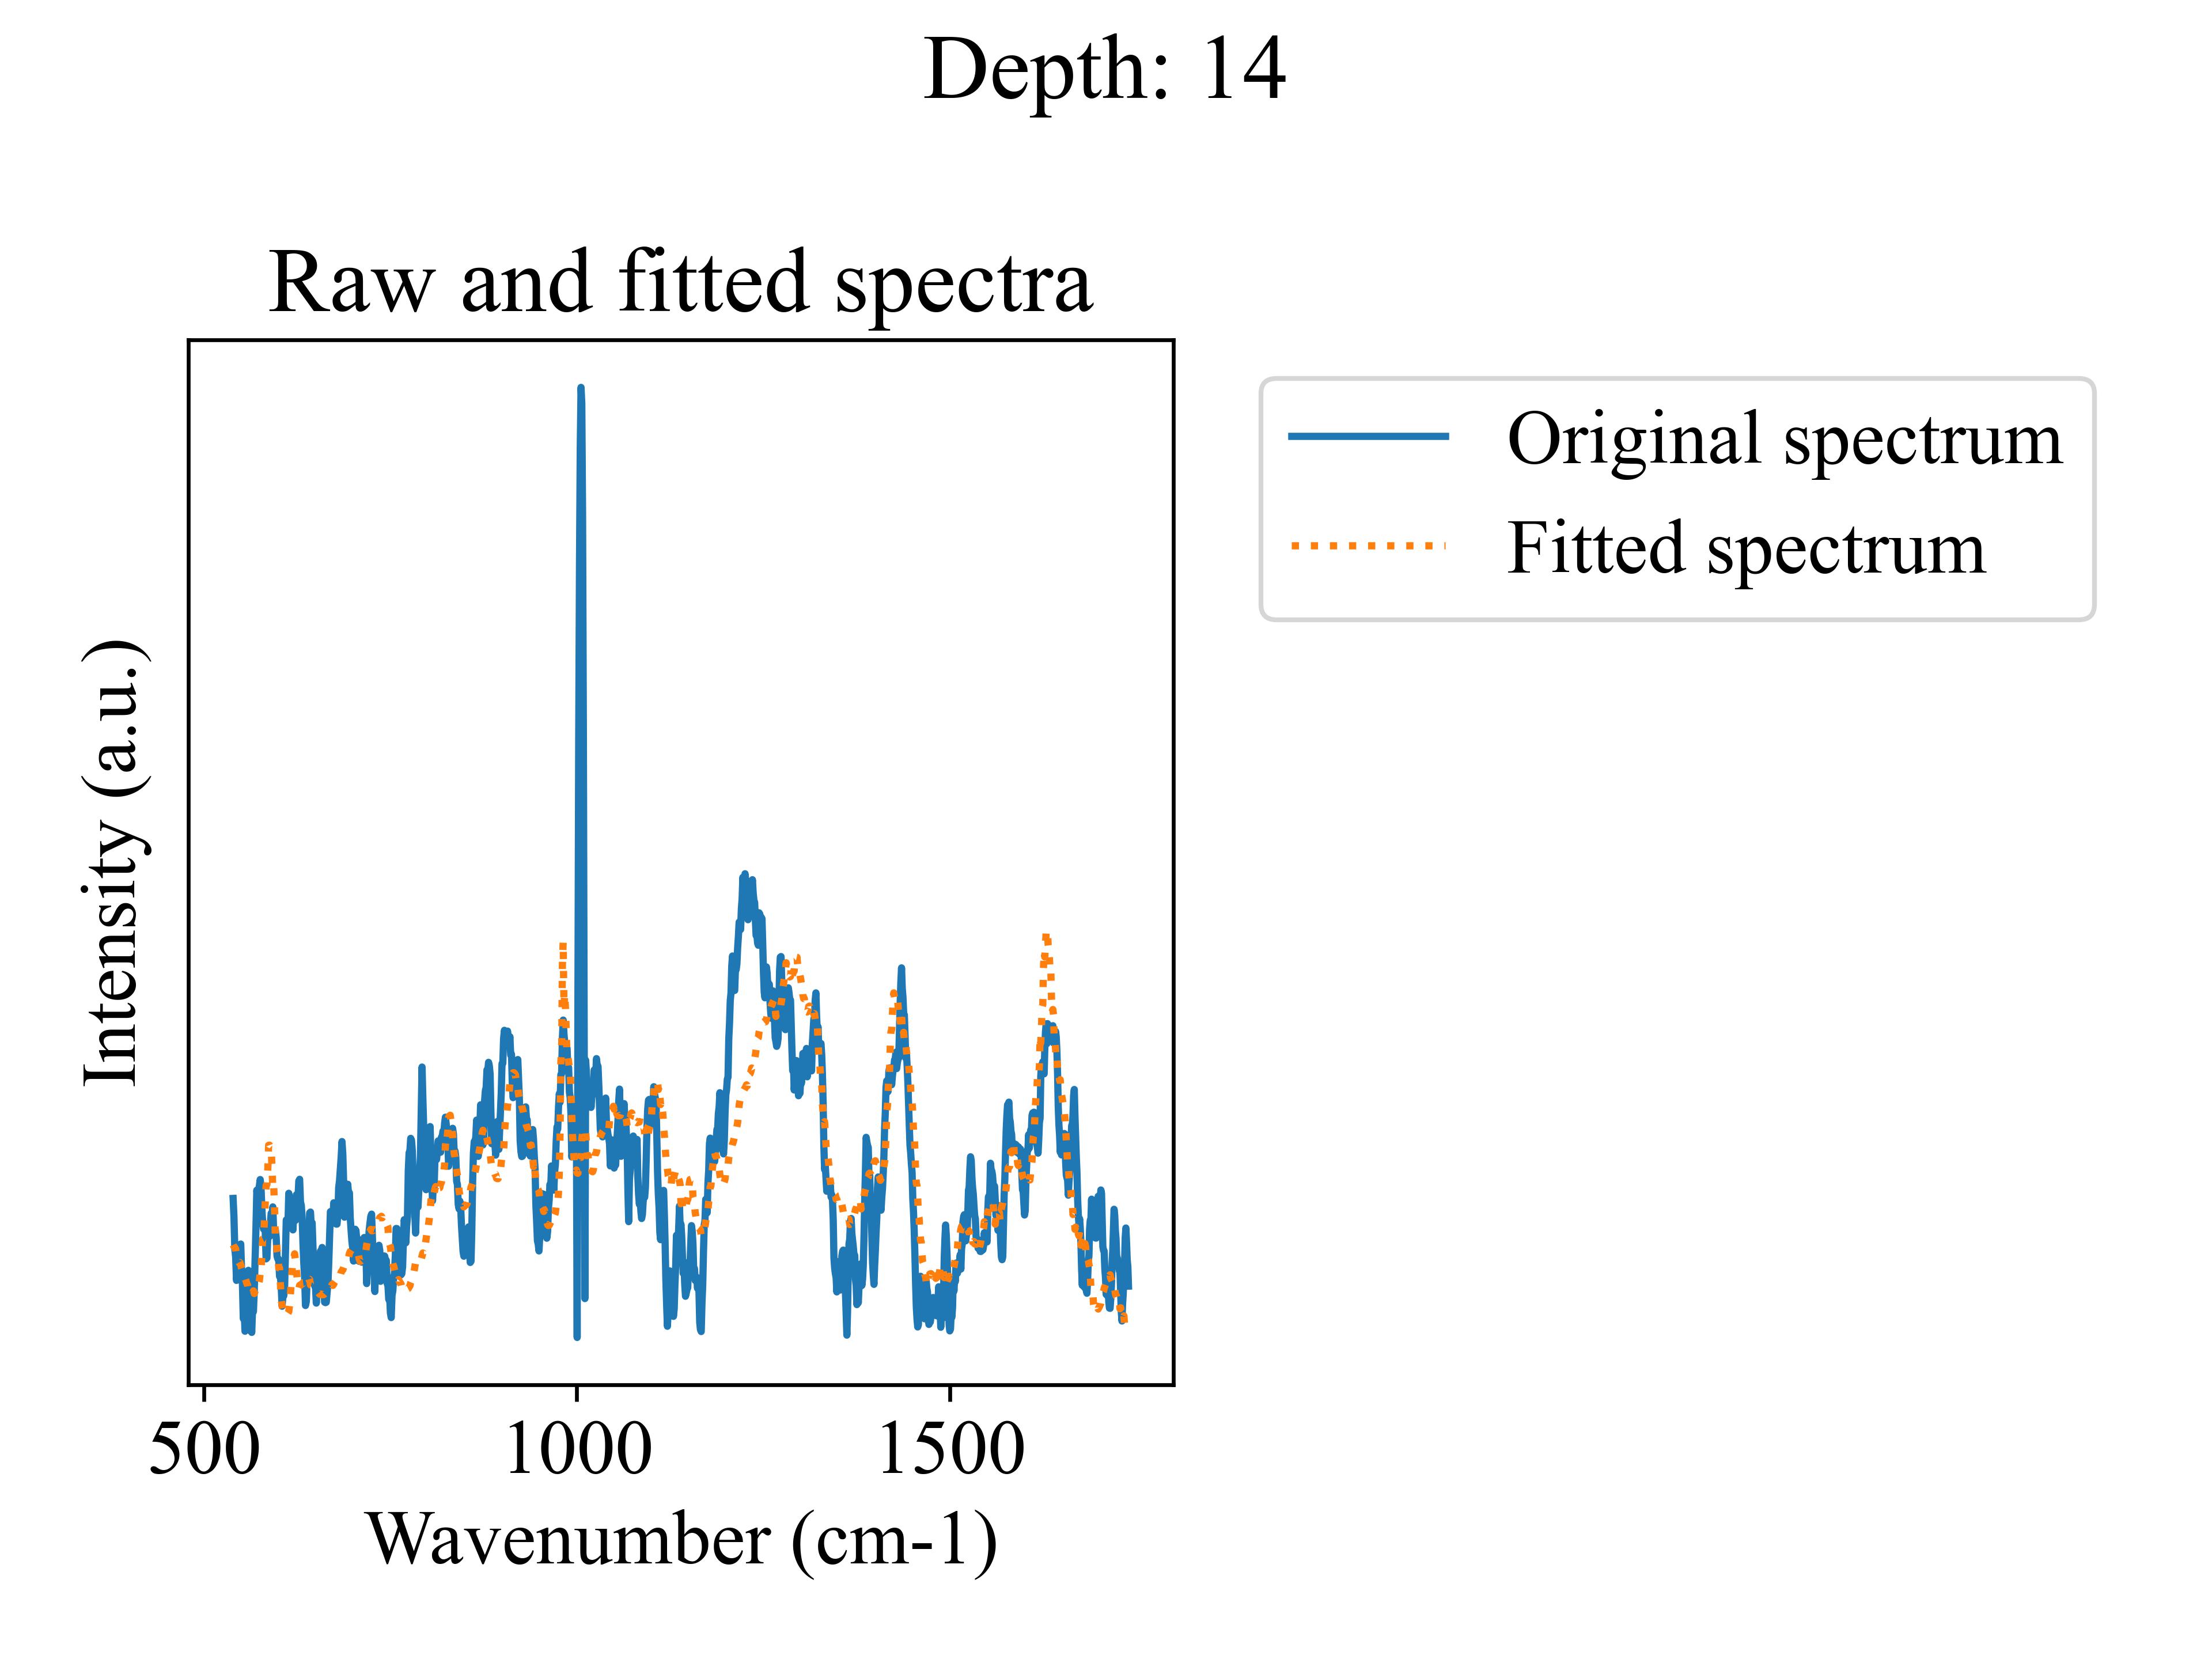 Depth: 14
Raw and fitted spectra
Original spectrum
Fitted spectrum
Intensity (a.u.)
500 1000 1500
Wavenumber (cm-1)